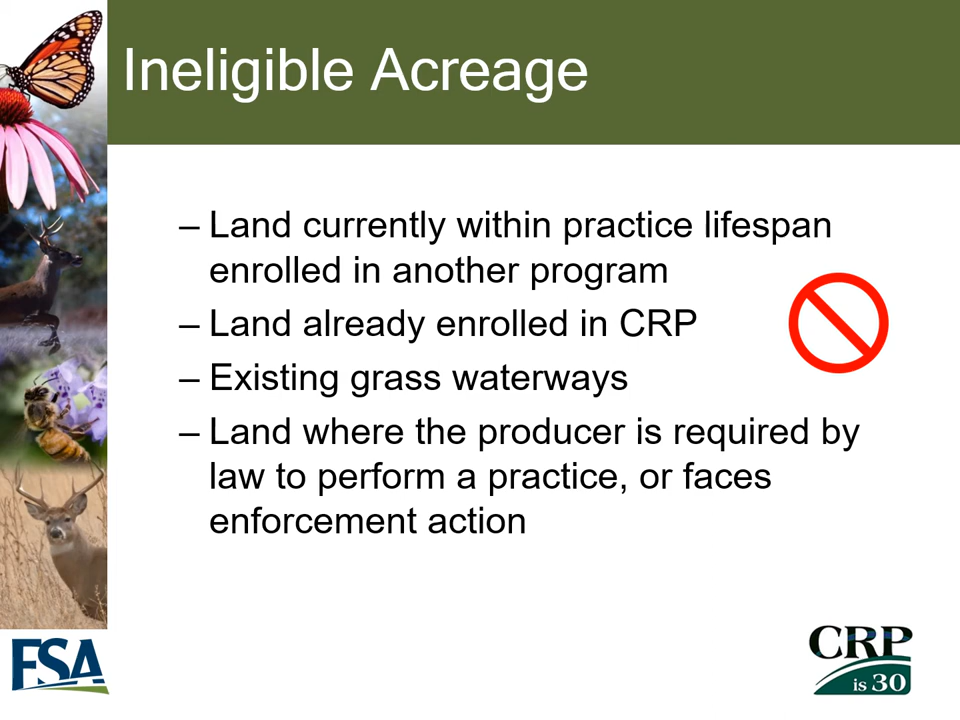 Ineligible Acreage
– Land currently within practice lifespan
enrolled in another program
– Land already enrolled in CRP
– Existing grass waterways
– Land where the producer is required by
law to perform a practice, or faces
enforcement action
FSA
CRP
is 30